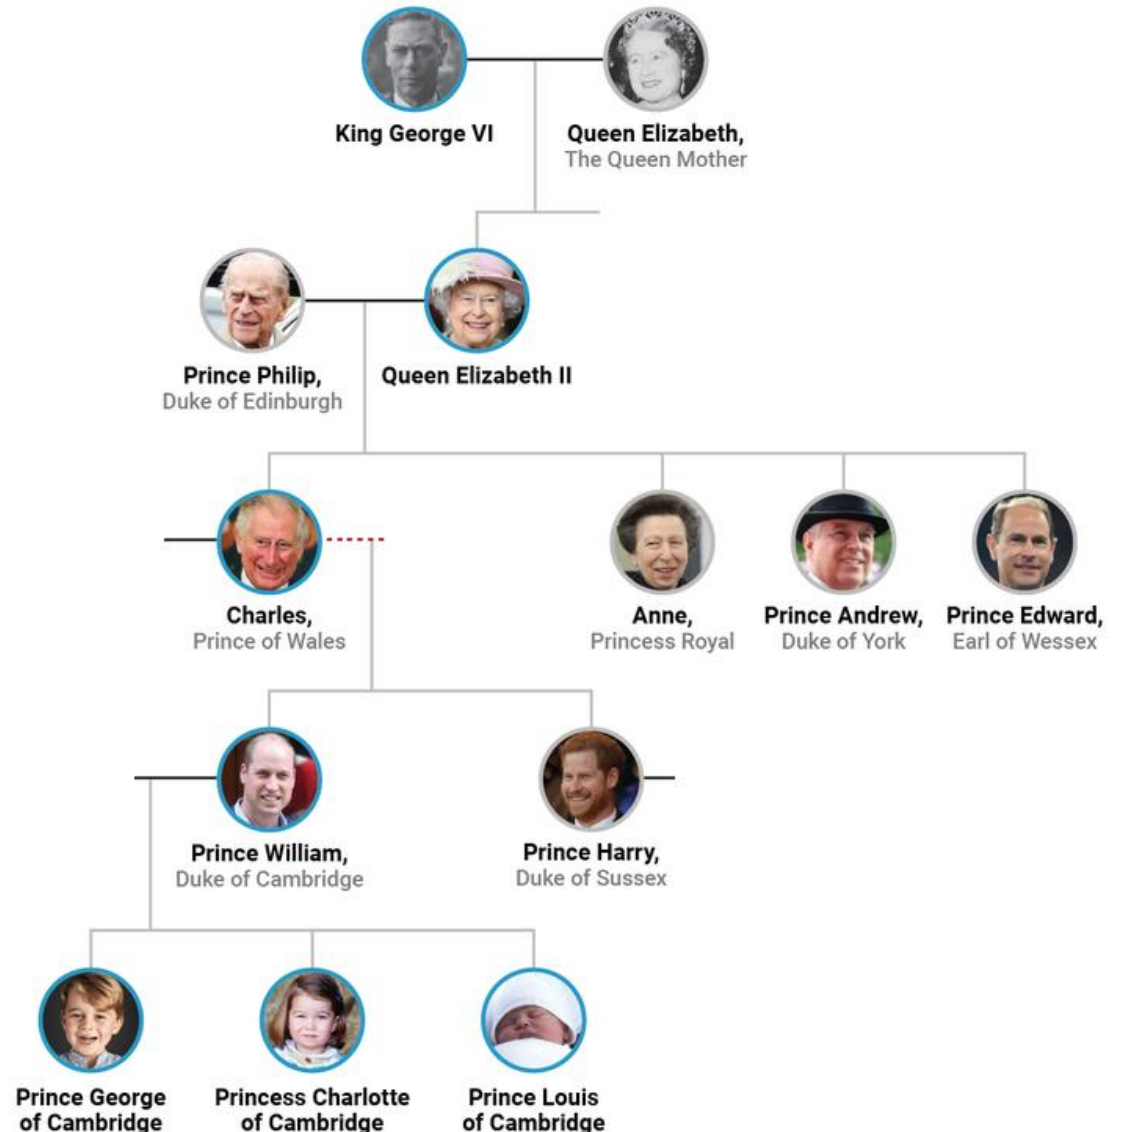 King George VI
Queen Elizabeth,
The Queen Mother
Prince Philip,
Duke of Edinburgh
Queen Elizabeth II
Charles,
Prince of Wales
Anne,
Princess Royal
Prince Andrew,
Duke of York
Prince Edward,
Earl of Wessex
Prince William,
Duke of Cambridge
Prince Harry,
Duke of Sussex
Prince George
of Cambridge
Princess Charlotte
of Cambridge
Prince Louis
of Cambridge